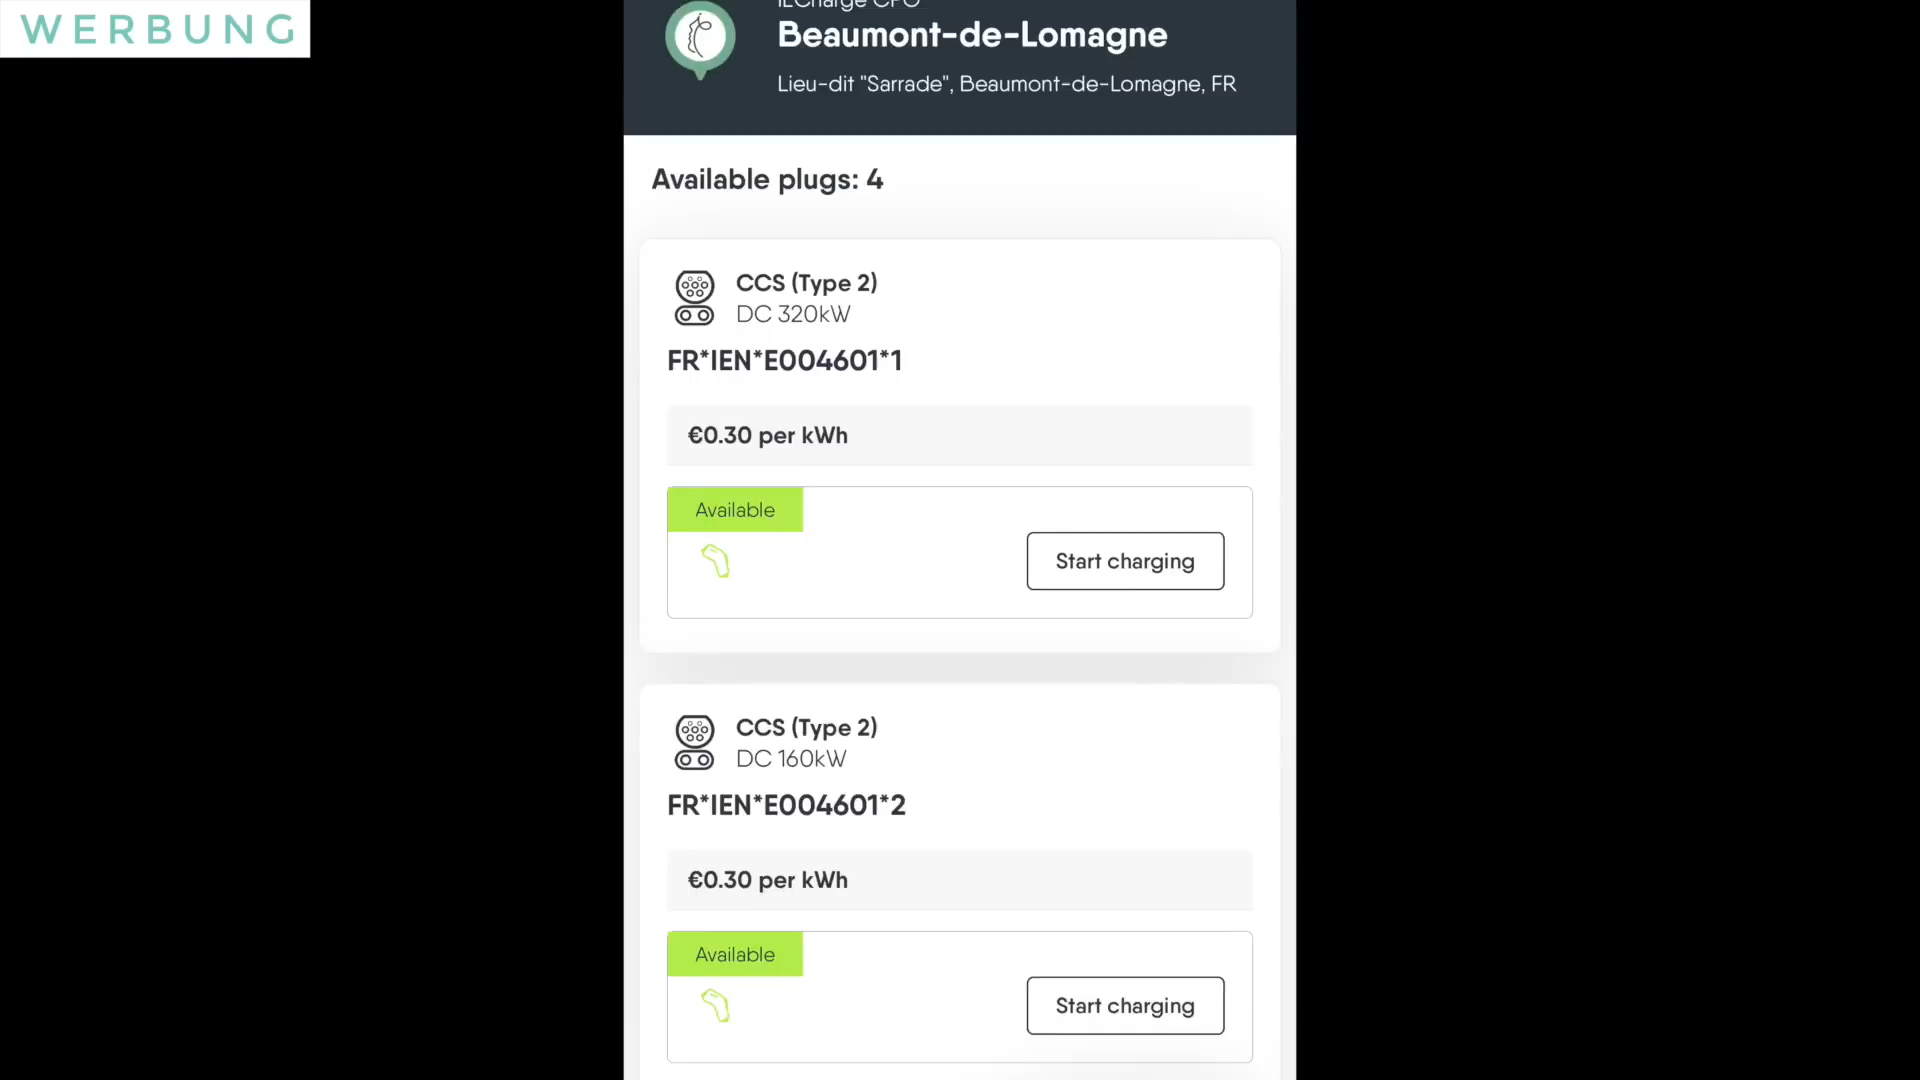 WERBUNG
IECharge CPO
Beaumont-de-Lomagne
Lieu-dit "Sarrade", Beaumont-de-Lomagne, FR
Available plugs: 4
CCS (Type 2)
DC 320kW
FR*IEN*E004601*1
€0.30 per kWh
Available
Start charging
CCS (Type 2)
DC 160kW
FR*IEN*E004601*2
€0.30 per kWh
Available
Start charging